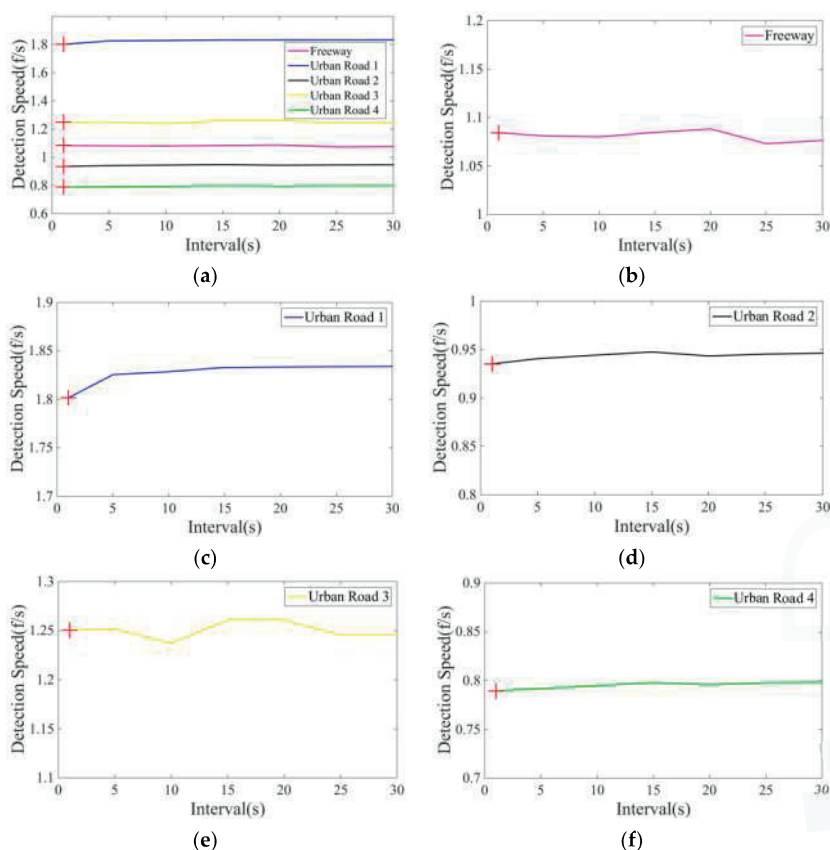 1.8
1.6
1.4
1.2
1
0.8
0.6
Detection Speed(f/s)
Freeway
Urban Road 1
Urban Road 2
Urban Road 3
Urban Road 4
0 5 10 15 20 25 30
Interval(s)
(a)
1.2
1.15
1.1
1.05
1
Detection Speed(f/s)
Freeway
0 5 10 15 20 25 30
Interval(s)
(b)
1.9
1.85
1.8
1.75
1.7
Detection Speed(f/s)
Urban Road 1
0 5 10 15 20 25 30
Interval(s)
(c)
1
0.95
0.9
0.85
0.8
Detection Speed(f/s)
Urban Road 2
0 5 10 15 20 25 30
Interval(s)
(d)
1.3
1.25
1.2
1.15
1.1
Detection Speed(f/s)
Urban Road 3
0 5 10 15 20 25 30
Interval(s)
(e)
0.9
0.85
0.8
0.75
0.7
Detection Speed(f/s)
Urban Road 4
0 5 10 15 20 25 30
Interval(s)
(f)